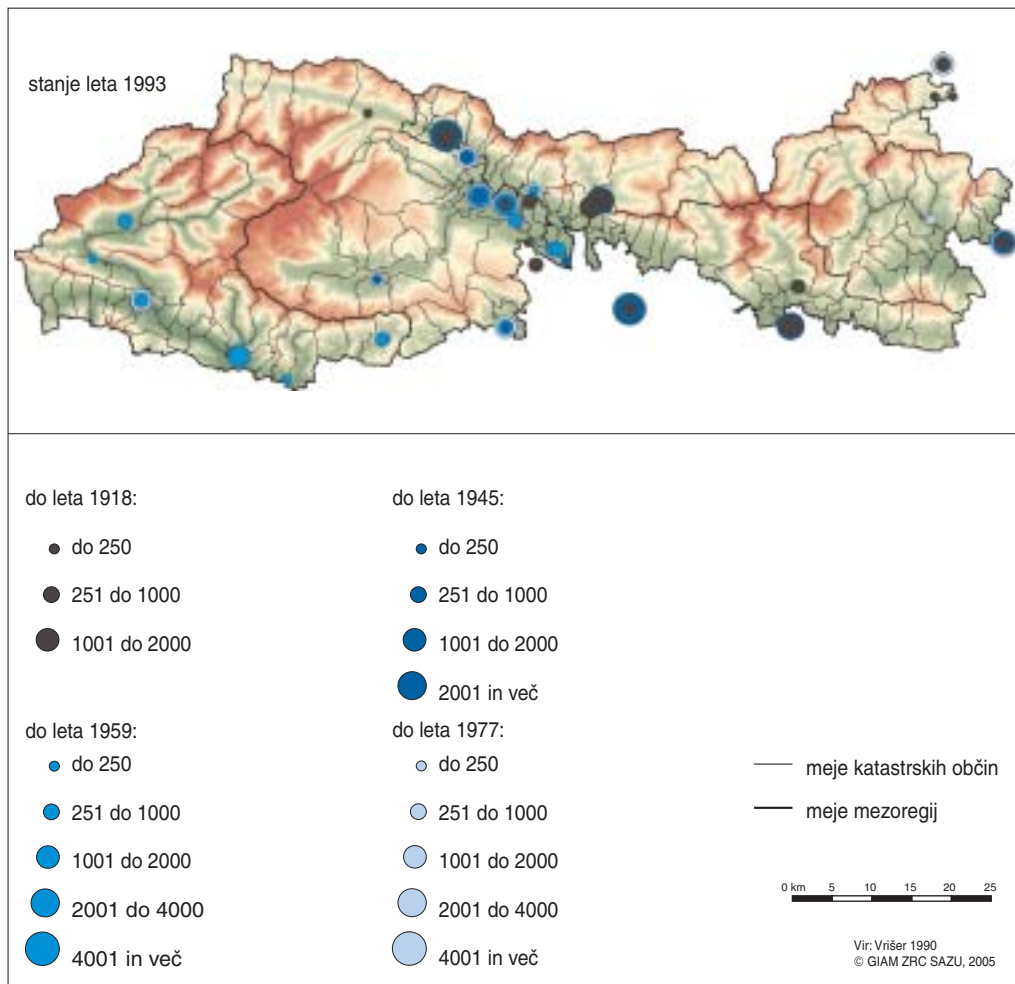 stanje leta 1993
do leta 1918:
do 250
251 do 1000
1001 do 2000
do leta 1945:
do 250
251 do 1000
1001 do 2000
2001 in več
do leta 1959:
do 250
251 do 1000
1001 do 2000
2001 do 4000
4001 in več
do leta 1977:
do 250
251 do 1000
1001 do 2000
2001 do 4000
4001 in več
meje katastrskih občin
meje mezoregij
0 km 5 10 15 20 25
Vir: Vrišer 1990
© GIAM ZRC SAZU, 2005